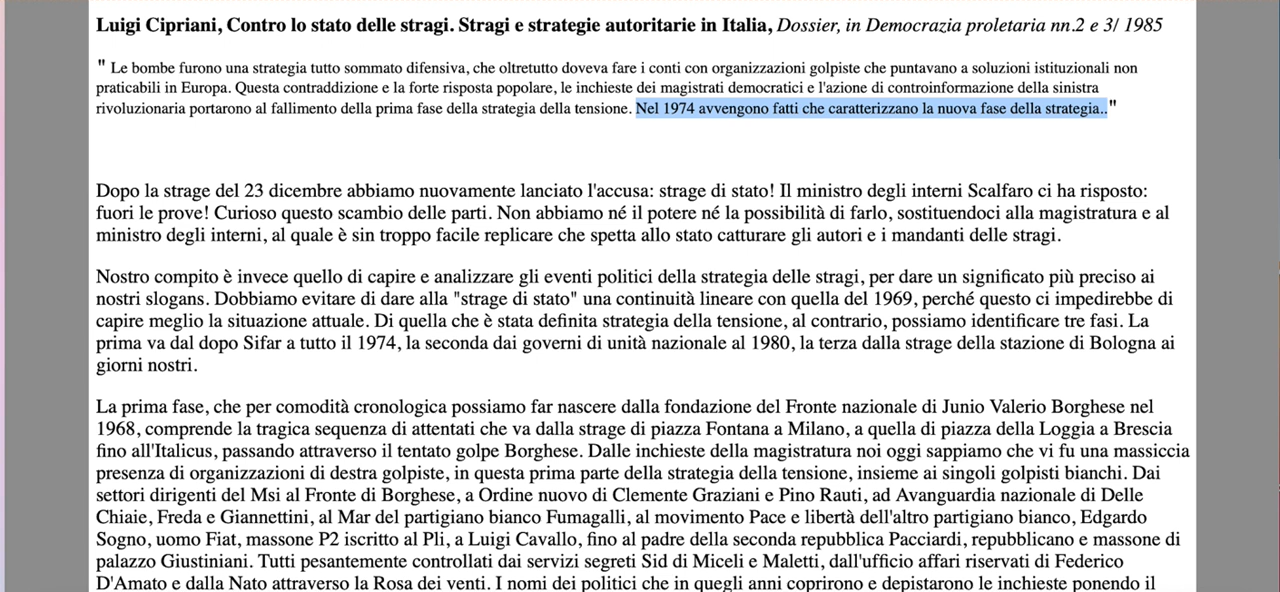 Luigi Cipriani, Contro lo stato delle stragi. Stragi e strategie autoritarie in Italia, Dossier, in Democrazia proletaria nn.2 e 3/ 1985
" Le bombe furono una strategia tutto sommato difensiva, che oltretutto doveva fare i conti con organizzazioni golpiste che puntavano a soluzioni istituzionali non
praticabili in Europa. Questa contraddizione e la forte risposta popolare, le inchieste dei magistrati democratici e l'azione di controinformazione della sinistra
rivoluzionaria portarono al fallimento della prima fase della strategia della tensione. Nel 1974 avvengono fatti che caratterizzano la nuova fase della strategia.."
Dopo la strage del 23 dicembre abbiamo nuovamente lanciato l'accusa: strage di stato! Il ministro degli interni Scalfaro ci ha risposto:
fuori le prove! Curioso questo scambio delle parti. Non abbiamo né il potere né la possibilità di farlo, sostituendoci alla magistratura e al
ministro degli interni, al quale è sin troppo facile replicare che spetta allo stato catturare gli autori e i mandanti delle stragi.
Nostro compito è invece quello di capire e analizzare gli eventi politici della strategia delle stragi, per dare un significato più preciso ai
nostri slogans. Dobbiamo evitare di dare alla "strage di stato" una continuità lineare con quella del 1969, perché questo ci impedirebbe di
capire meglio la situazione attuale. Di quella che è stata definita strategia della tensione, al contrario, possiamo identificare tre fasi. La
prima va dal dopo Sifar a tutto il 1974, la seconda dai governi di unità nazionale al 1980, la terza dalla strage della stazione di Bologna ai
giorni nostri.
La prima fase, che per comodità cronologica possiamo far nascere dalla fondazione del Fronte nazionale di Junio Valerio Borghese nel
1968, comprende la tragica sequenza di attentati che va dalla strage di piazza Fontana a Milano, a quella di piazza della Loggia a Brescia
fino all'Italicus, passando attraverso il tentato golpe Borghese. Dalle inchieste della magistratura noi oggi sappiamo che vi fu una massiccia
presenza di organizzazioni di destra golpiste, in questa prima parte della strategia della tensione, insieme ai singoli golpisti bianchi. Dai
settori dirigenti del Msi al Fronte di Borghese, a Ordine nuovo di Clemente Graziani e Pino Rauti, ad Avanguardia nazionale di Delle
Chiaie, Freda e Giannettini, al Mar del partigiano bianco Fumagalli, al movimento Pace e libertà dell'altro partigiano bianco, Edgardo
Sogno, uomo Fiat, massone P2 iscritto al Pli, a Luigi Cavallo, fino al padre della seconda repubblica Pacciardi, repubblicano e massone di
palazzo Giustiniani. Tutti pesantemente controllati dai servizi segreti Sid di Miceli e Maletti, dall'ufficio affari riservati di Federico
D'Amato e dalla Nato attraverso la Rosa dei venti. I nomi dei politici che in quegli anni coprirono e depistarono le inchieste ponendo il